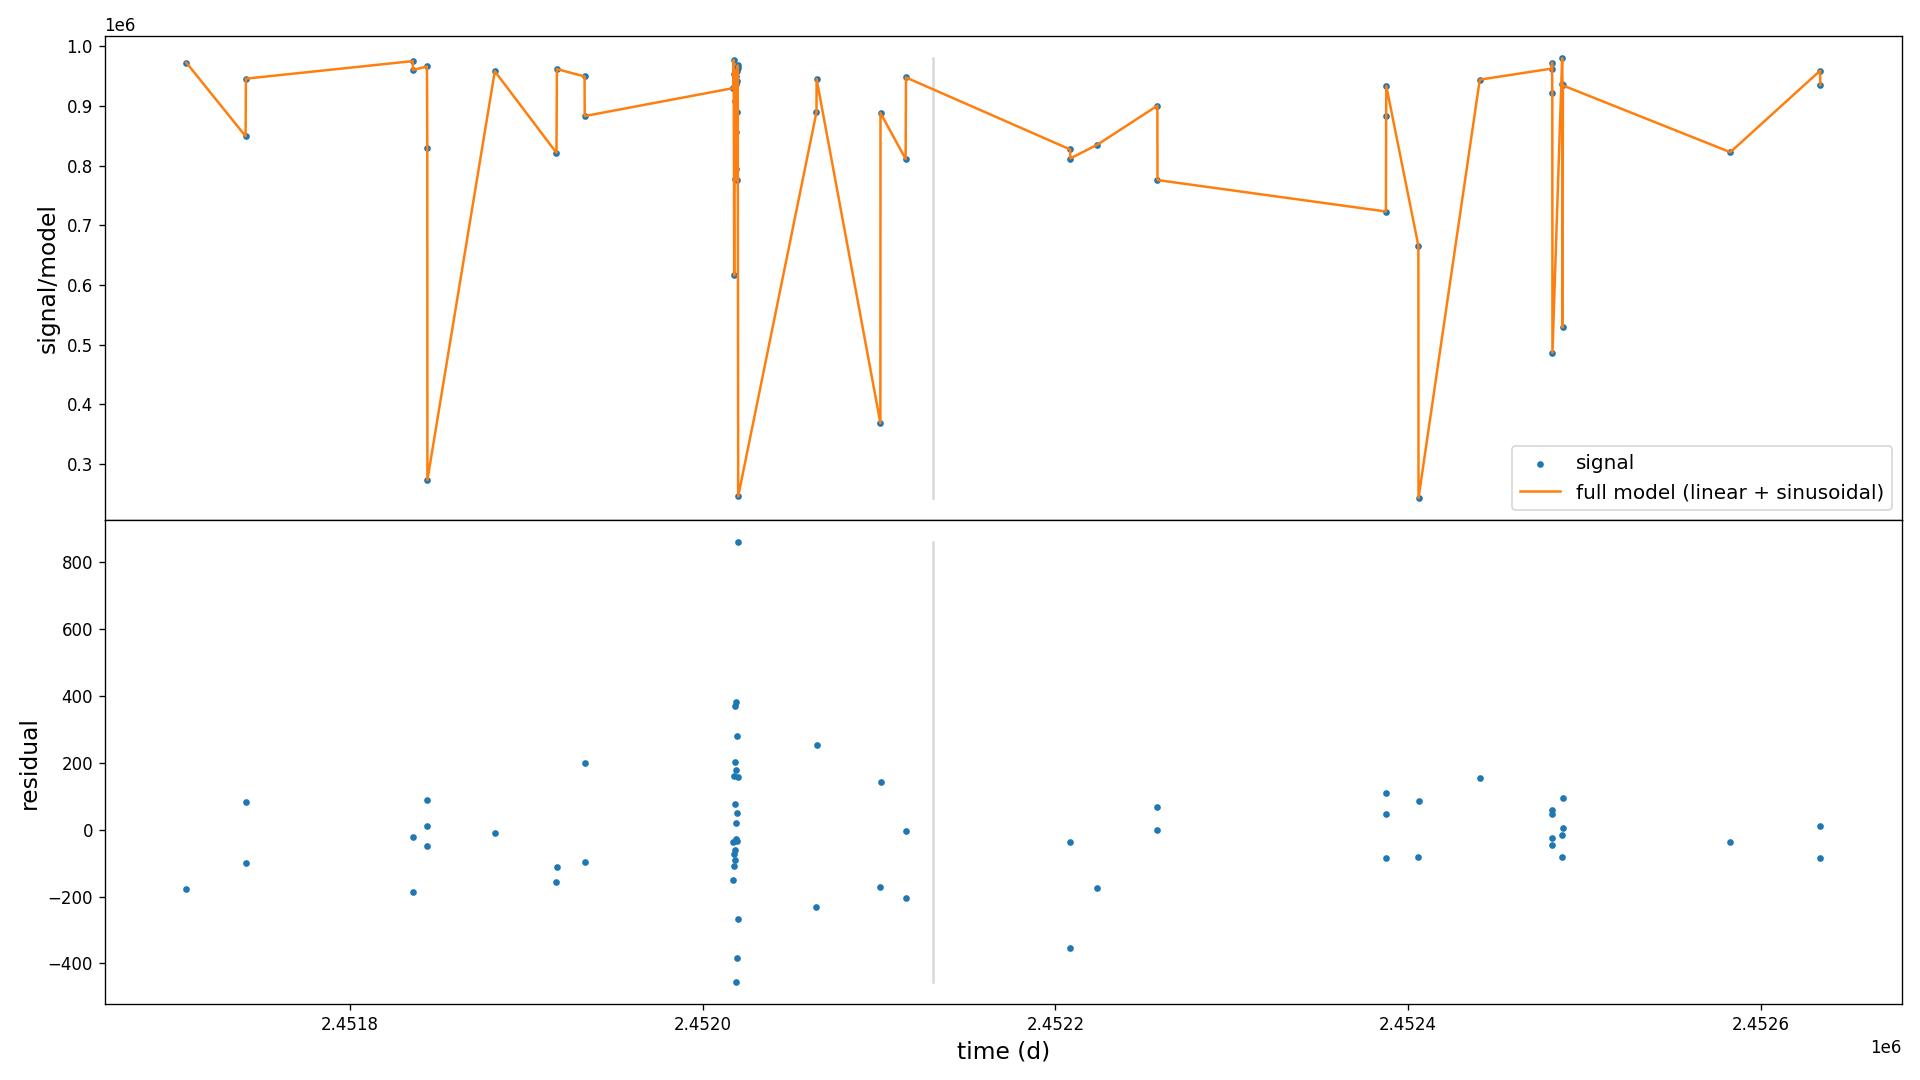 1e6
signal/model
1.0
0.9
0.8
0.7
0.6
0.5
0.4
0.3
signal
full model (linear + sinusoidal)
residual
800
600
400
200
0
−200
−400
2.4518
2.4520
2.4522
2.4524
2.4526
time (d)
1e6